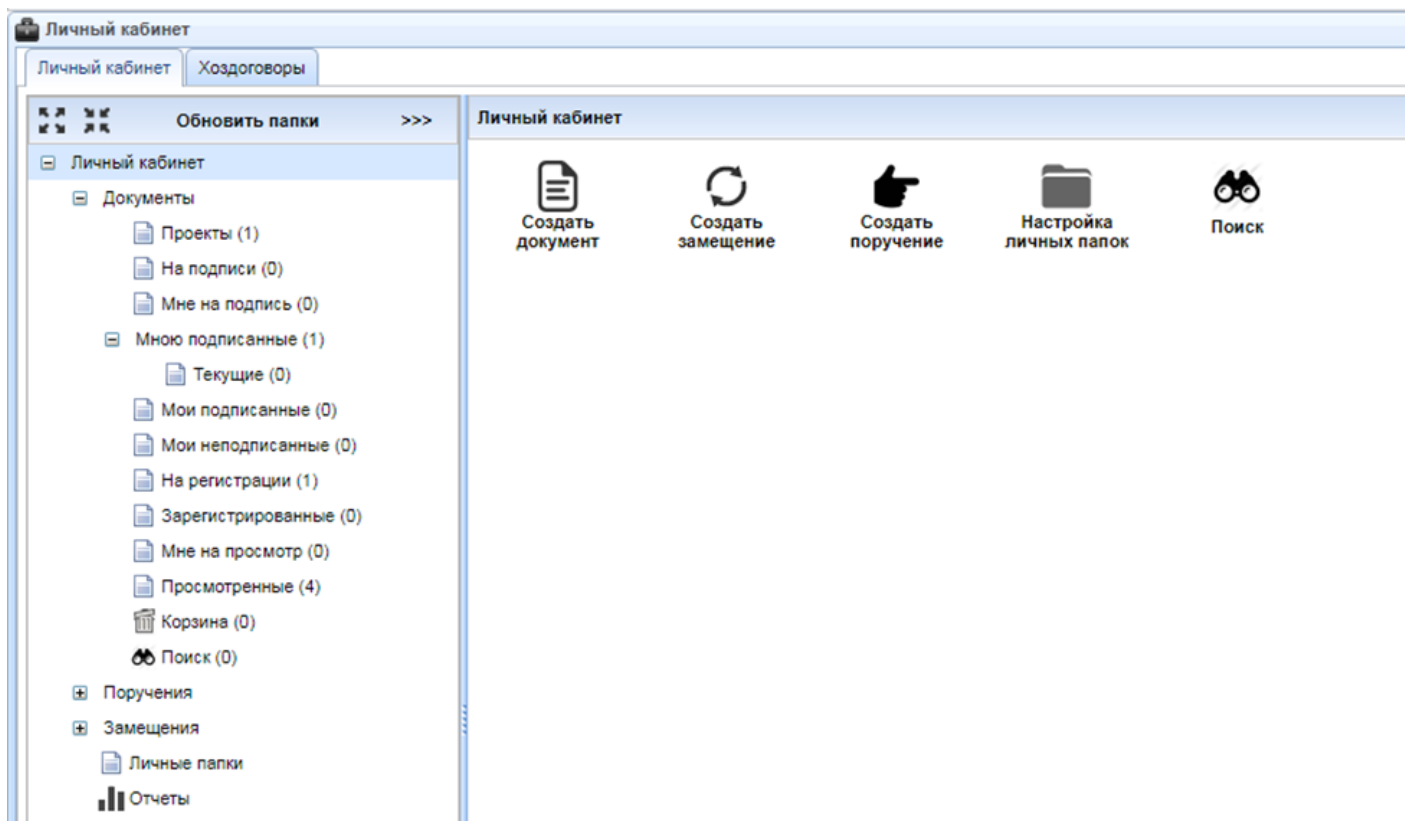 Личный кабинет
Личный кабинет Хоздоговоры
Обновить папки >>>
Личный кабинет
Документы
Проекты (1)
На подписи (0)
Мне на подпись (0)
Мною подписанные (1)
Текущие (0)
Мои подписанные (0)
Мои неподписанные (0)
На регистрации (1)
Зарегистрированные (0)
Мне на просмотр (0)
Просмотренные (4)
Корзина (0)
Поиск (0)
Поручения
Замещения
Личные папки
Отчеты
Личный кабинет
Создать
документ
Создать
замещение
Создать
поручение
Настройка
личных папок
Поиск